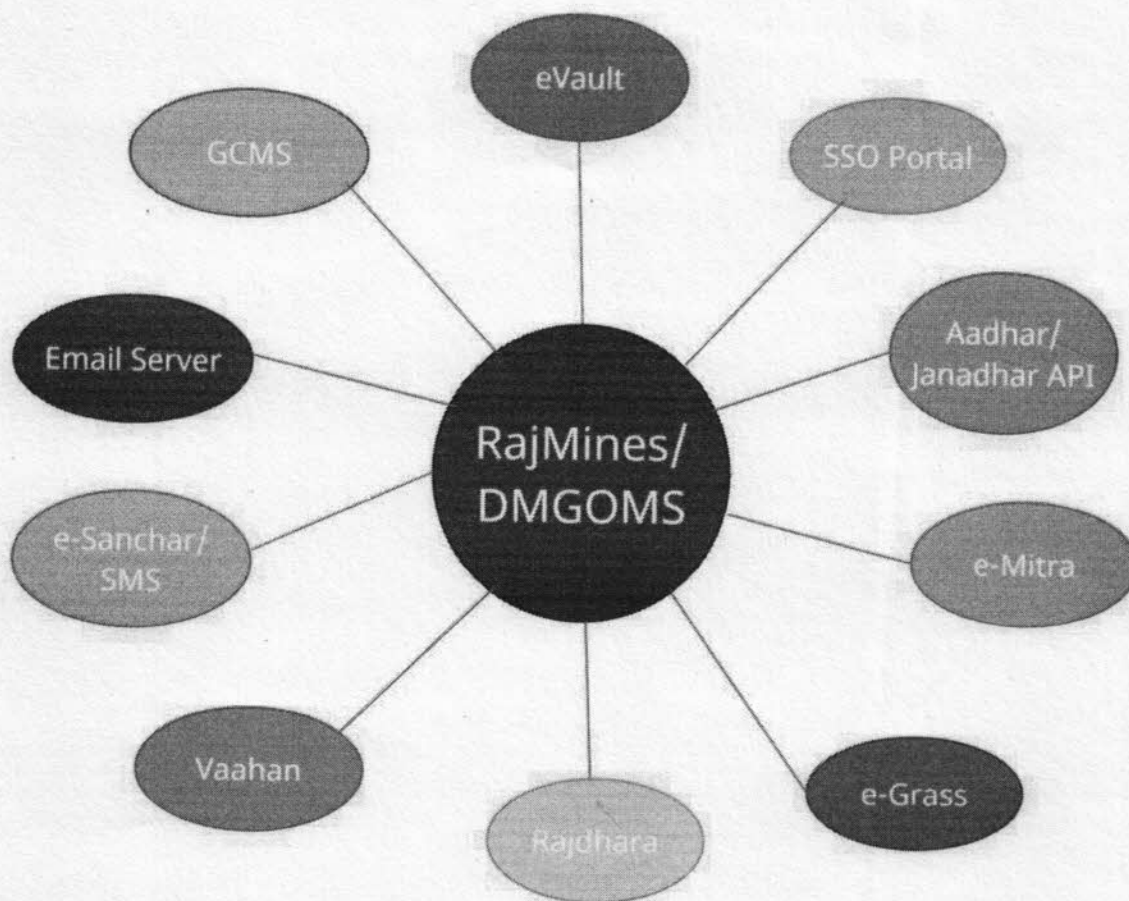 eVault
GCMS
SSO Portal
Email Server
Aadhar/
Janadhar API
RajMines/
DMGOMS
e-Sanchar/
SMS
e-Mitra
Vaahan
Rajdhara
e-Grass